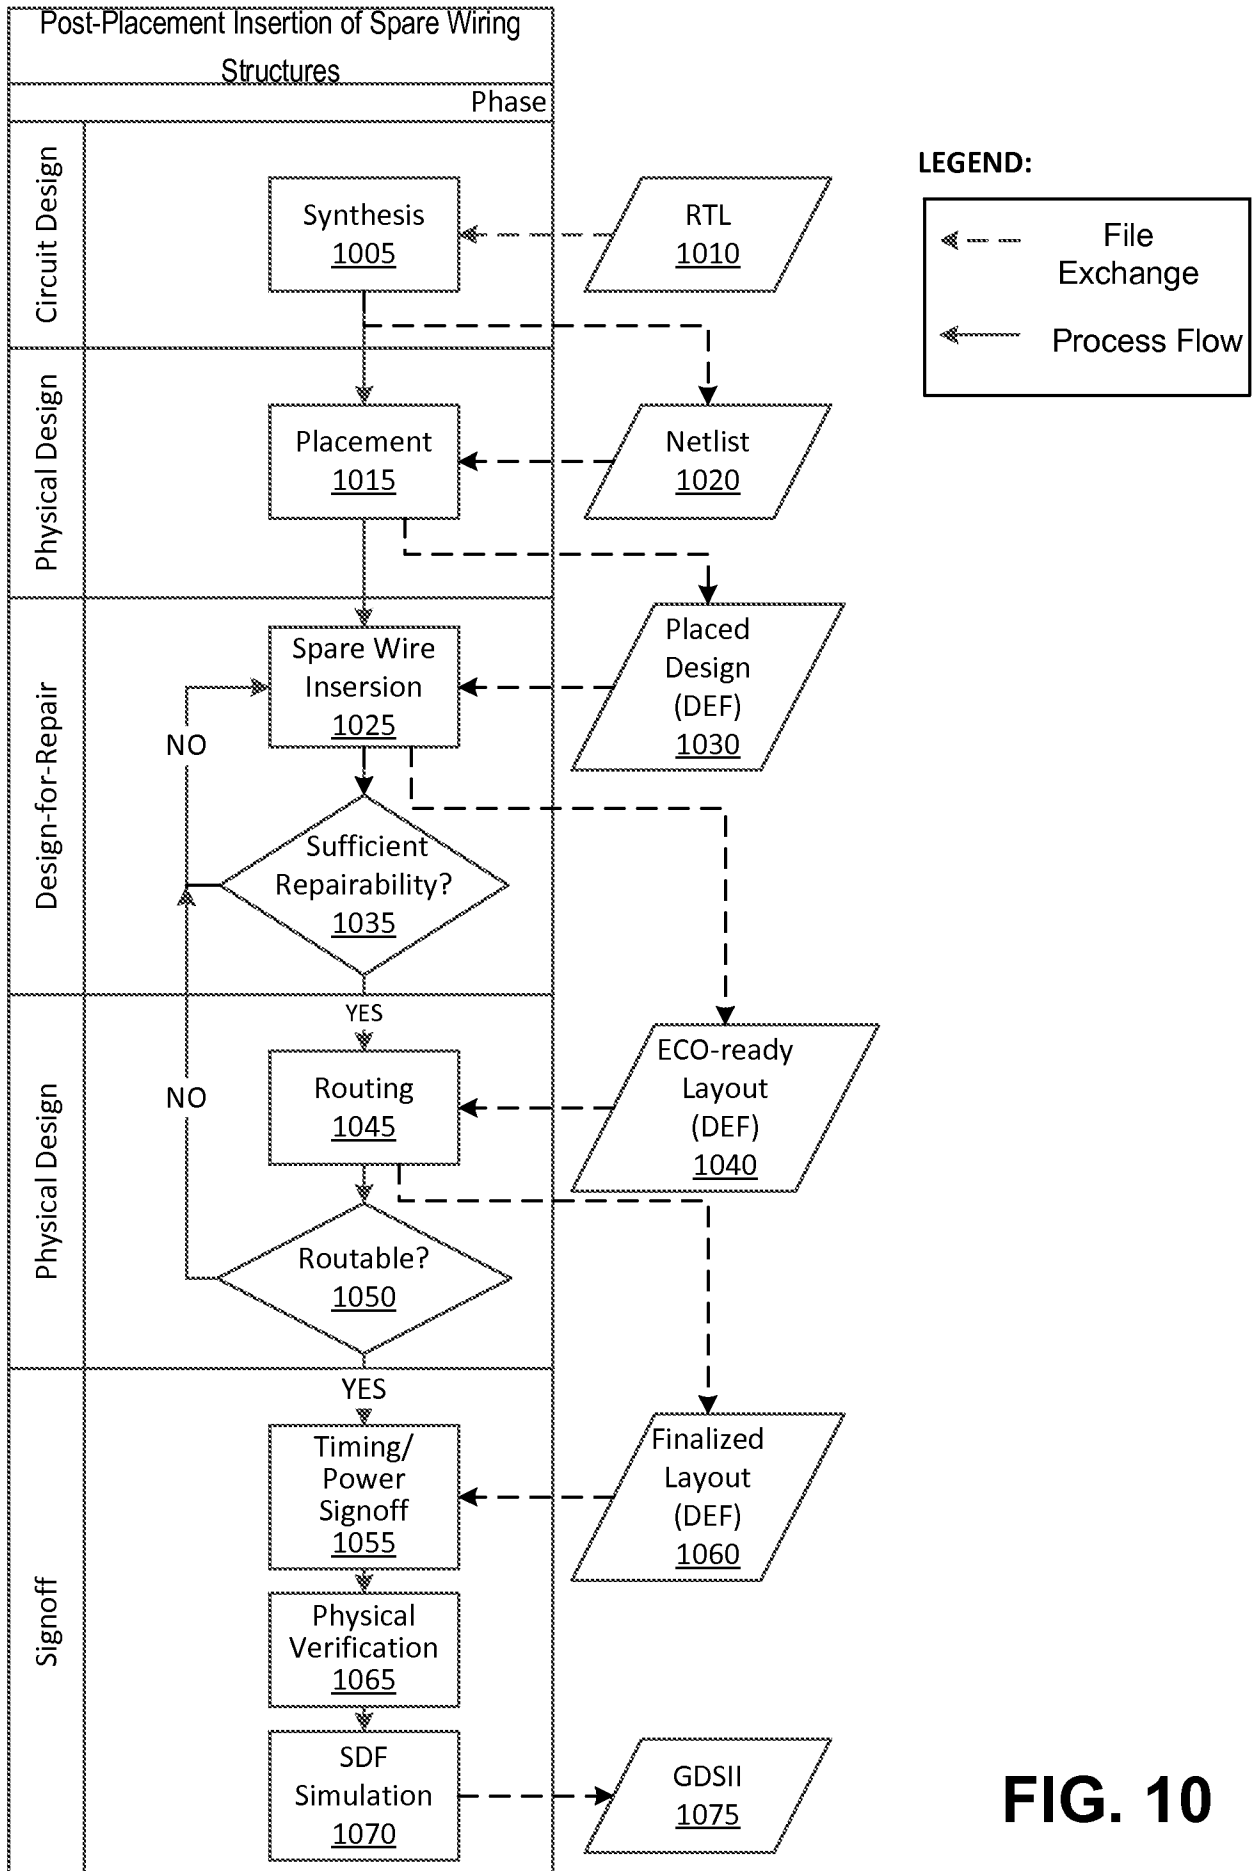 Post-Placement Insertion of Spare Wiring
Structures
Phase
Circuit Design
Synthesis
1005
RTL
1010
LEGEND:
File
Exchange
Process Flow
Physical Design
Placement
1015
Netlist
1020
Design-for-Repair
Spare Wire
Insersion
1025
Placed
Design
(DEF)
1030
NO
Sufficient
Repairability?
1035
Physical Design
YES
Routing
1045
ECO-ready
Layout
(DEF)
1040
NO
Routable?
1050
Signoff
YES
Timing/
Power
Signoff
1055
Finalized
Layout
(DEF)
1060
Physical
Verification
1065
SDF
Simulation
1070
GDSII
1075
FIG. 10